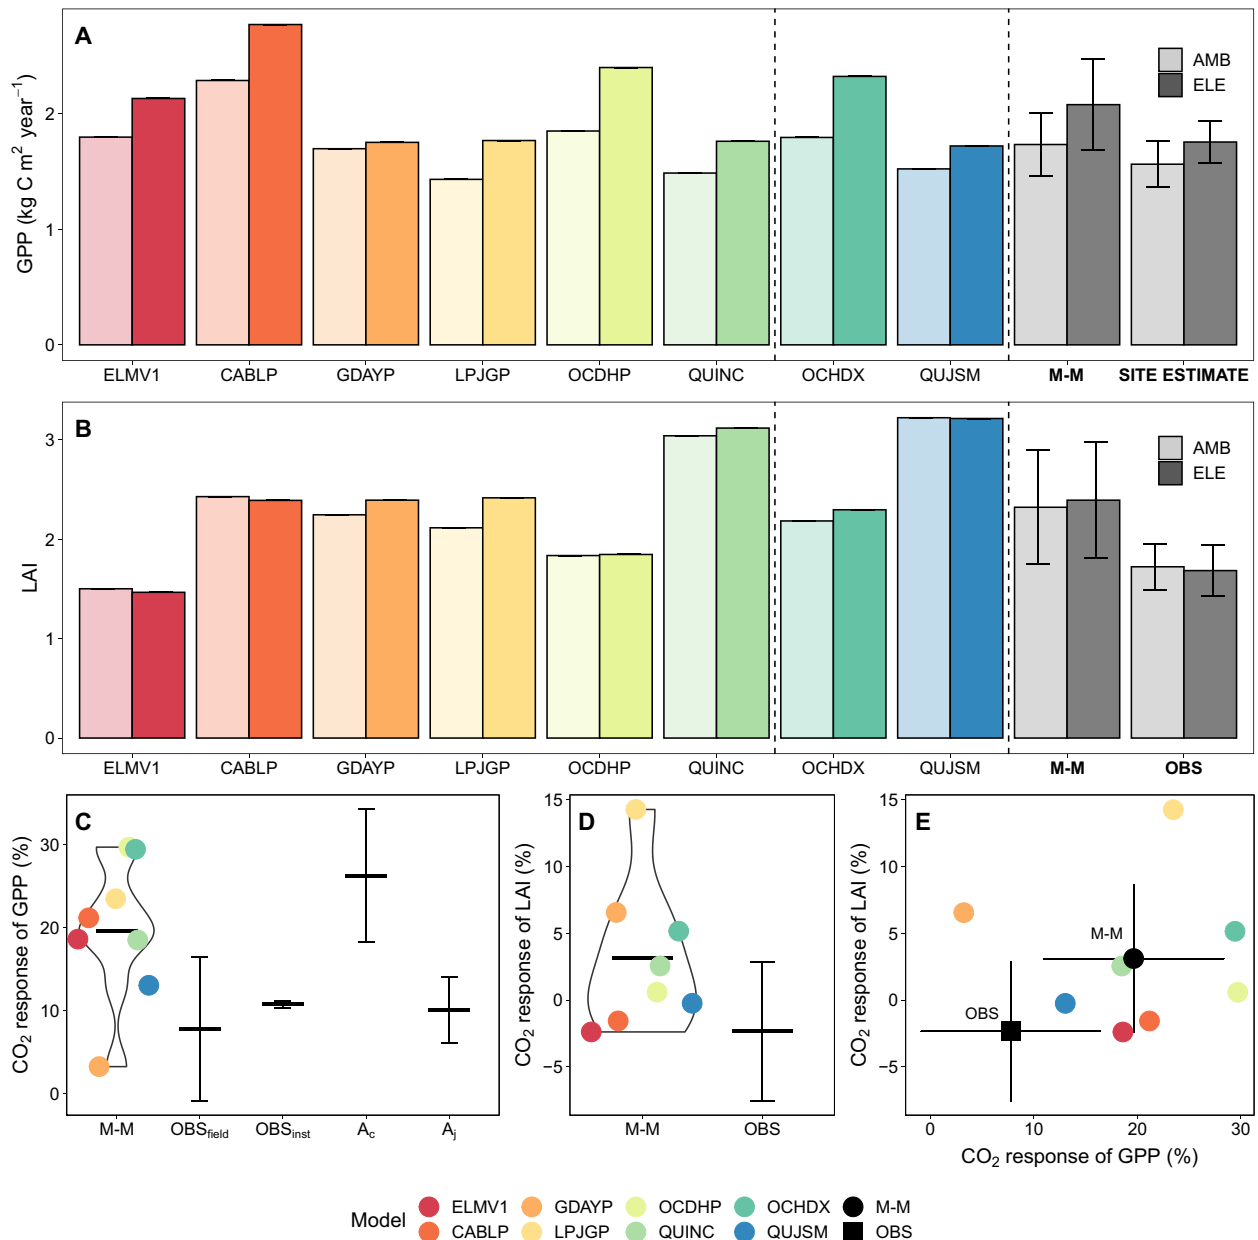 A
GPP (kg C m² year⁻¹)
2
1
0
AMB
ELE
ELMV1 CABLP GDAYP LPJGP OCDHP QUINC OCHDX QUJSM M-M SITE ESTIMATE
B
LAI
3
2
1
0
AMB
ELE
ELMV1 CABLP GDAYP LPJGP OCDHP QUINC OCHDX QUJSM M-M OBS
C
CO₂ response of GPP (%)
30
20
10
0
M-M OBSfield OBSinst Ac Aj
D
CO₂ response of LAI (%)
15
10
5
0
−5
M-M OBS
E
CO₂ response of LAI (%)
15
10
5
0
−5
M-M
OBS
0 10 20 30
CO₂ response of GPP (%)
Model
ELMV1 GDAYP OCDHP OCHDX M-M
CABLP LPJGP QUINC QUJSM OBS